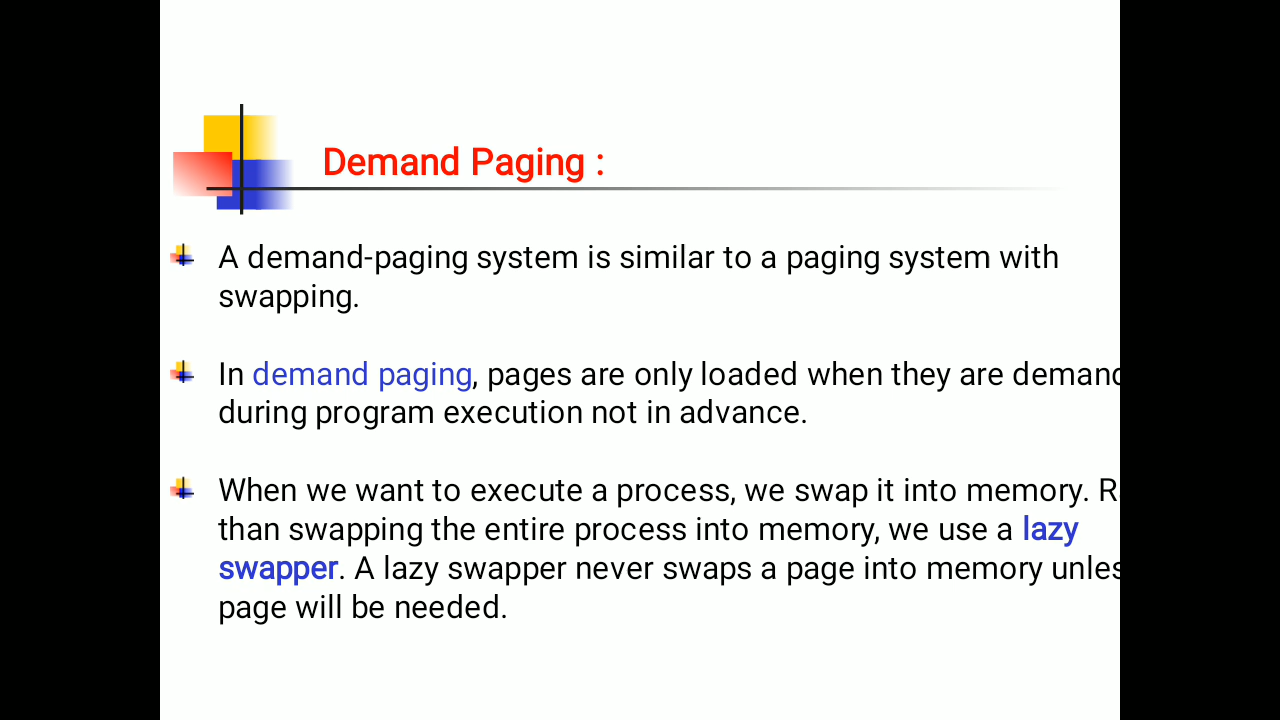 Demand Paging :
A demand-paging system is similar to a paging system with
swapping.
In demand paging, pages are only loaded when they are demand
during program execution not in advance.
When we want to execute a process, we swap it into memory. R
than swapping the entire process into memory, we use a lazy
swapper. A lazy swapper never swaps a page into memory unles
page will be needed.